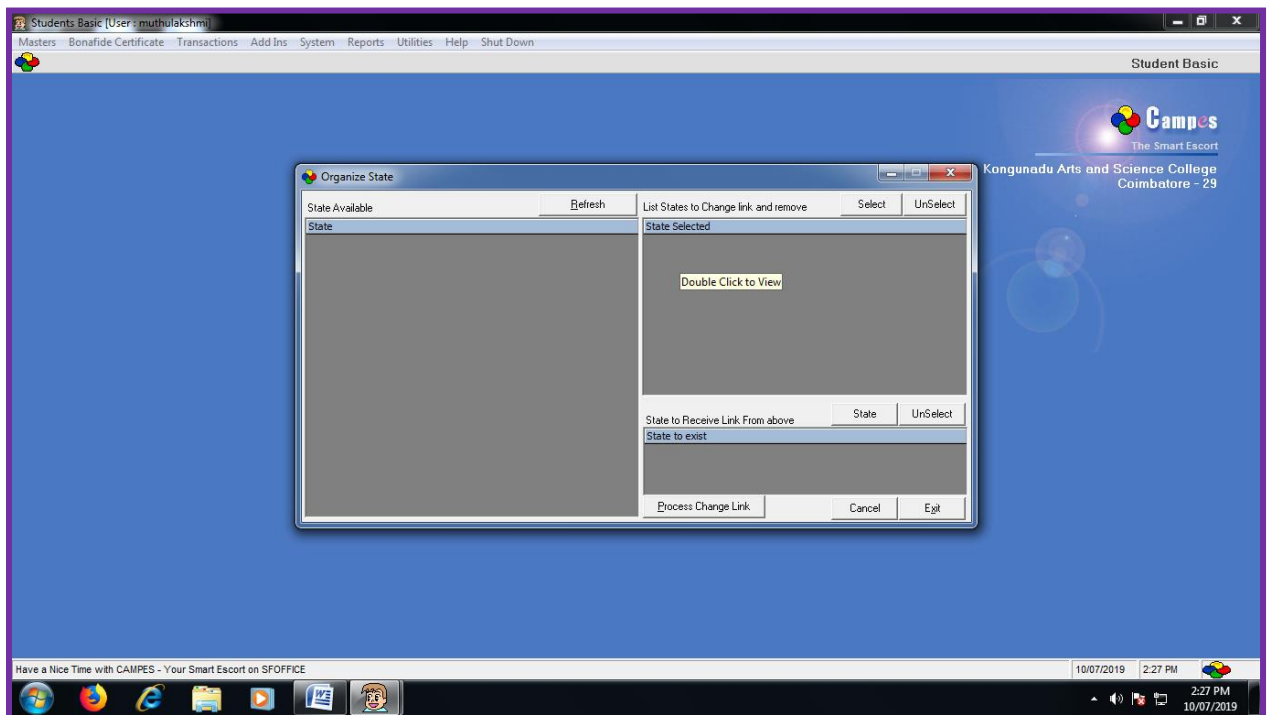 Students Basic [User : muthulakshmi]
Masters Bonafide Certificate Transactions Add Ins System Reports Utilities Help Shut Down
Student Basic
Campes
The Smart Escort
Kongunadu Arts and Science College
Coimbatore - 29
Organize State
State Available Refresh List States to Change link and remove Select UnSelect
State State Selected
Double Click to View
State to Receive Link From above State UnSelect
State to exist
Process Change Link Cancel Exit
Have a Nice Time with CAMPES - Your Smart Escort on SFOFFICE 10/07/2019 2:27 PM
2:27 PM
10/07/2019